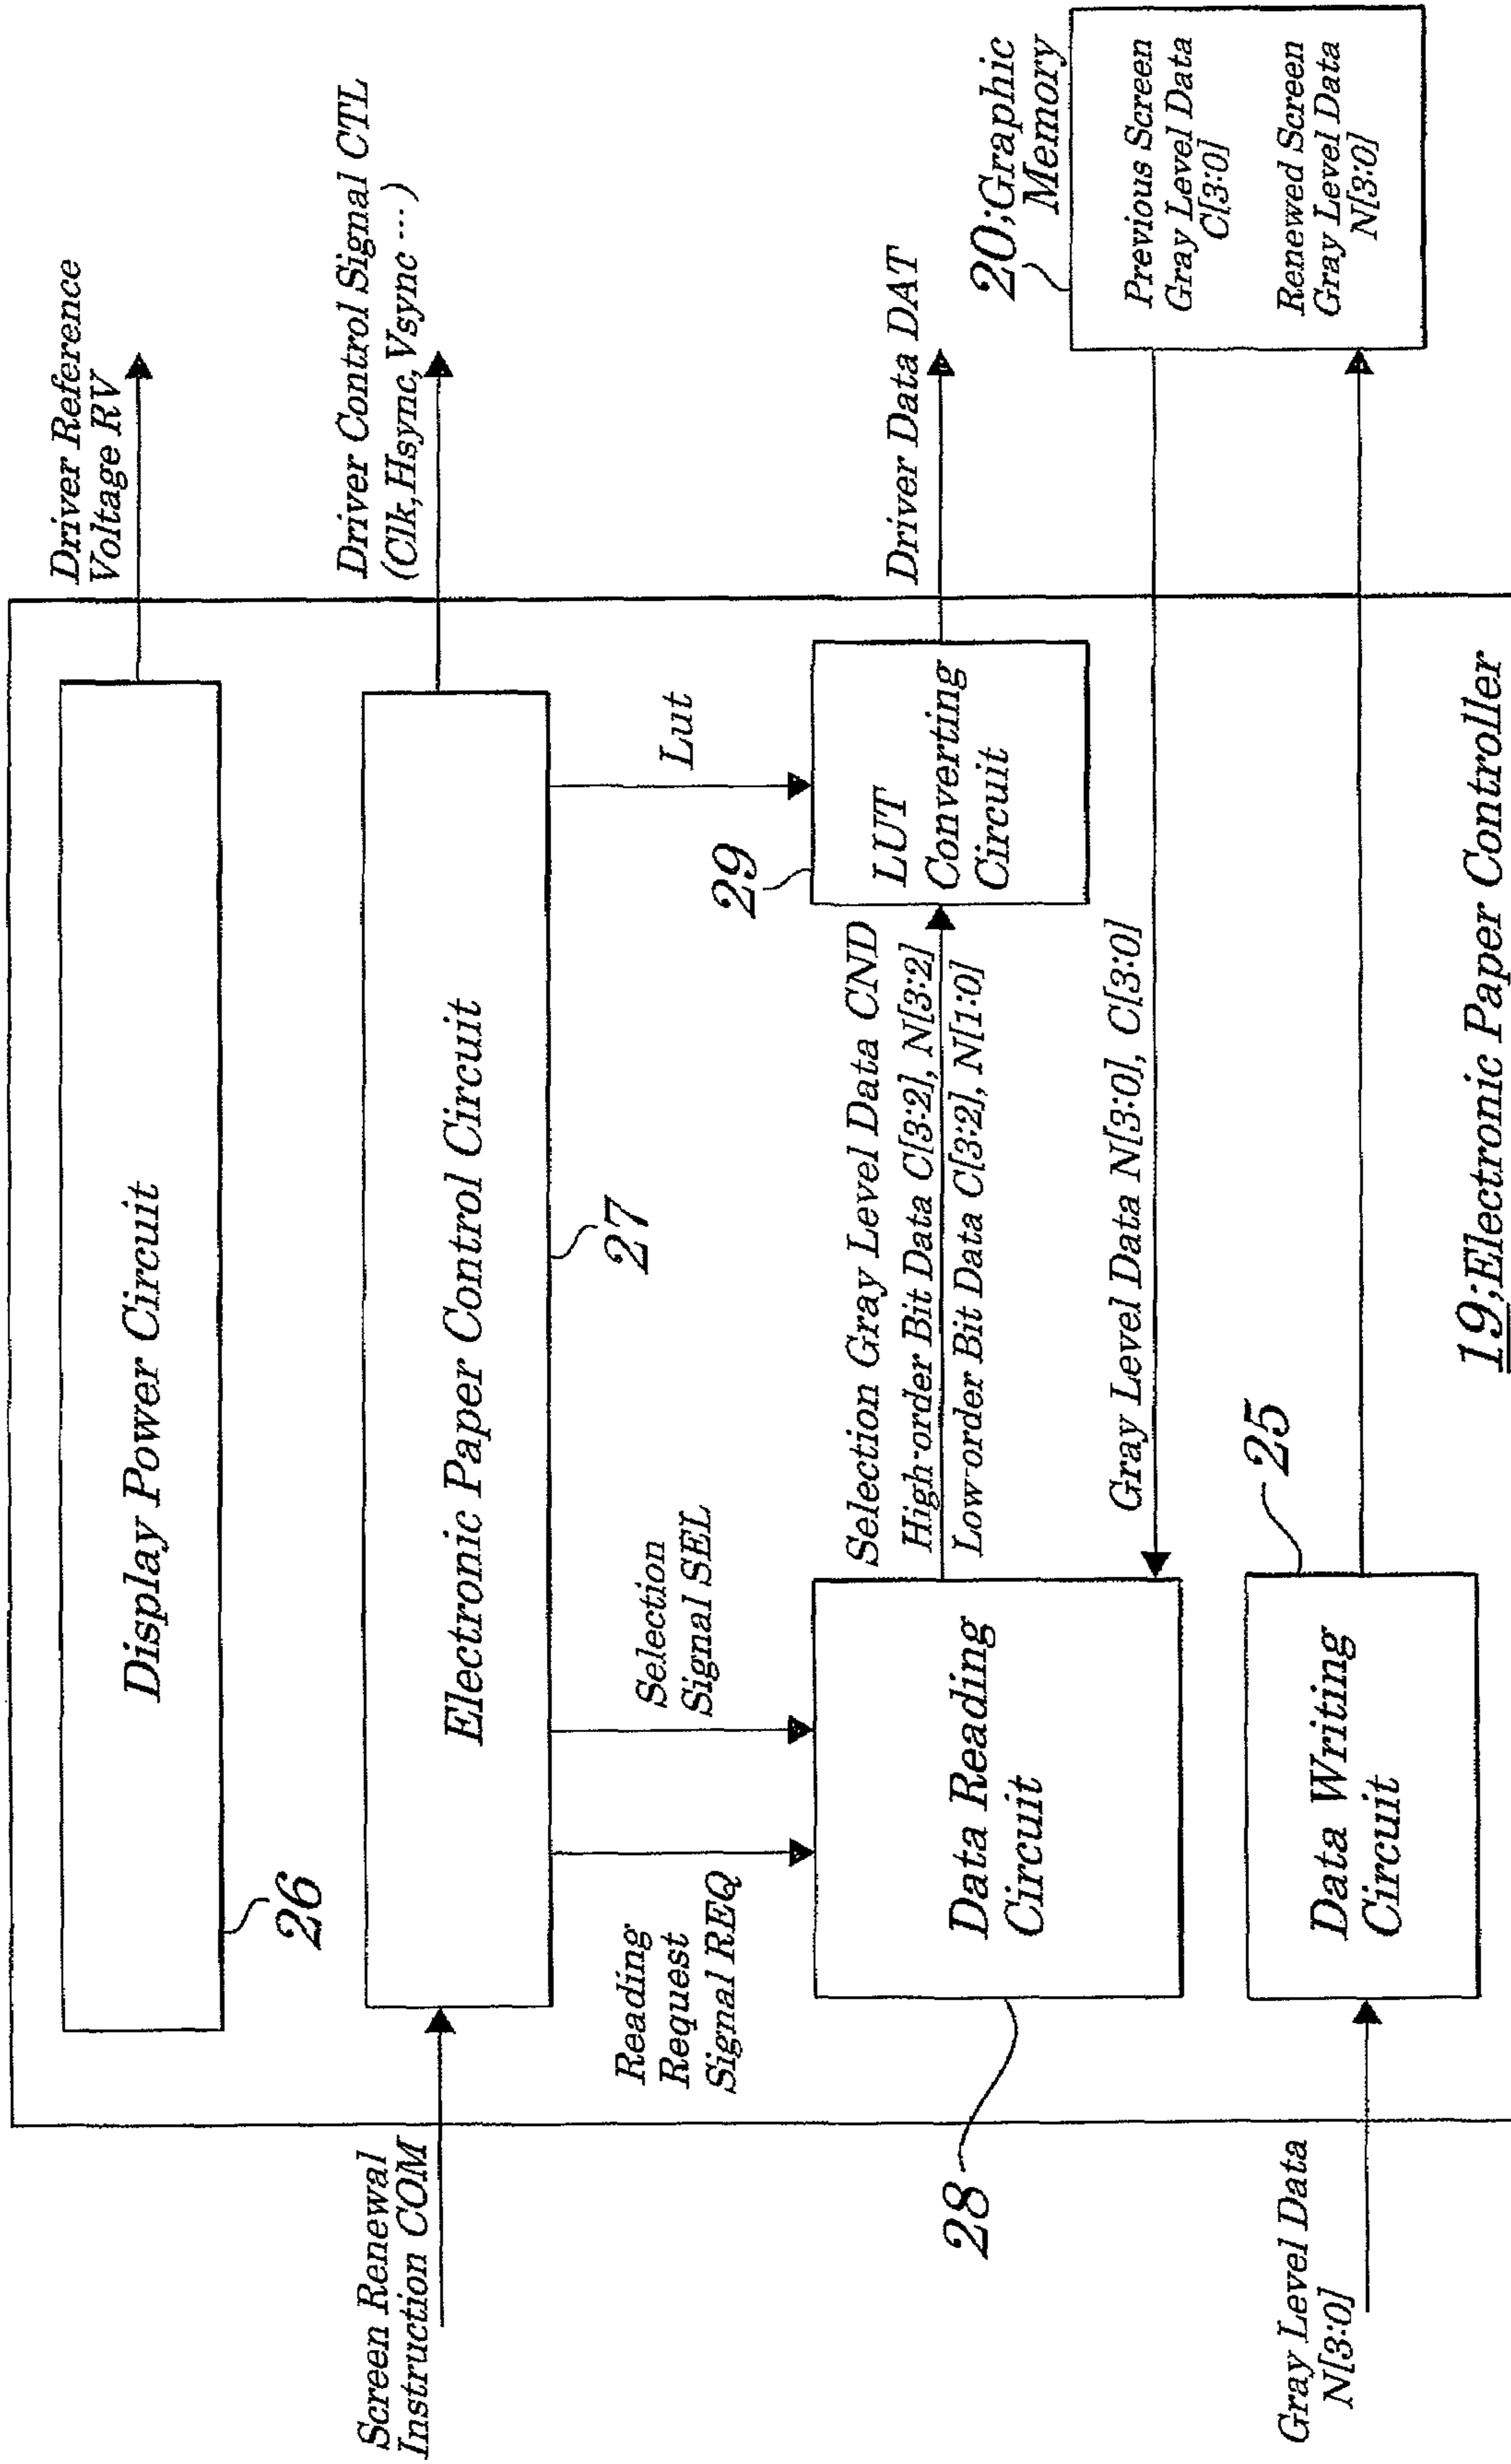 Driver Reference
Voltage RV
Display Power Circuit
26
Driver Control Signal CTL
(Clk,Hsync,Vsync ···)
Screen Renewal
Instruction COM
Electronic Paper Control Circuit
27
Reading
Request
Signal REQ
Selection
Signal SEL
Lut
29
LUT
Converting
Circuit
Driver Data DAT
Selection Gray Level Data CND
High-order Bit Data C[3:2], N[3:2]
Low-order Bit Data C[3:2], N[1:0]
Data Reading
Circuit
28
Gray Level Data N[3:0], C[3:0]
20;Graphic
Memory
Previous Screen
Gray Level Data
C[3:0]
Renewed Screen
Gray Level Data
N[3:0]
25
Data Writing
Circuit
Gray Level Data
N[3:0]
19;Electronic Paper Controller